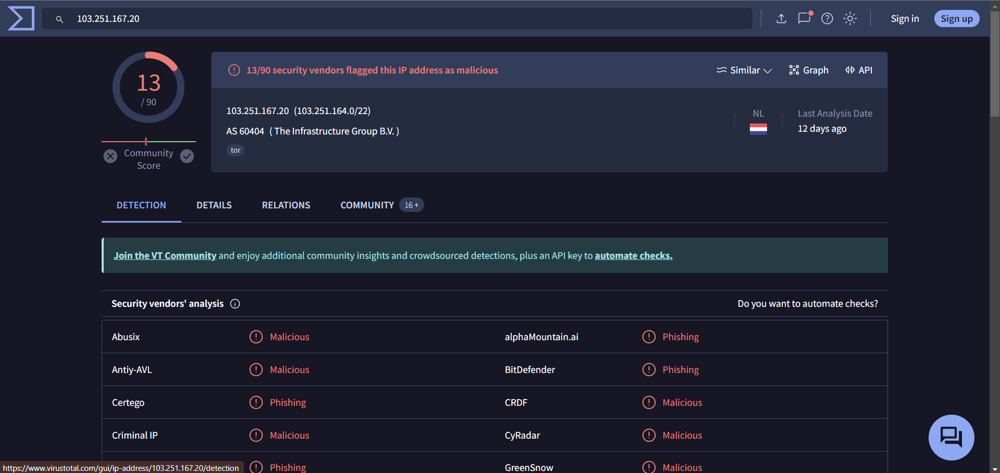 103.251.167.20
Sign in
Sign up
13
/ 90
Community
Score
13/90 security vendors flagged this IP address as malicious
Similar
Graph
API
103.251.167.20 (103.251.164.0/22)
AS 60404 ( The Infrastructure Group B.V. )
tor
NL
Last Analysis Date
12 days ago
DETECTION
DETAILS
RELATIONS
COMMUNITY
16 +
Join the VT Community and enjoy additional community insights and crowdsourced detections, plus an API key to automate checks.
Security vendors' analysis
Do you want to automate checks?
Abusix
Malicious
alphaMountain.ai
Phishing
Antiy-AVL
Malicious
BitDefender
Phishing
Certego
Phishing
CRDF
Malicious
Criminal IP
Malicious
CyRadar
Malicious
Phishing
GreenSnow
Malicious
https://www.virustotal.com/gui/ip-address/103.251.167.20/detection